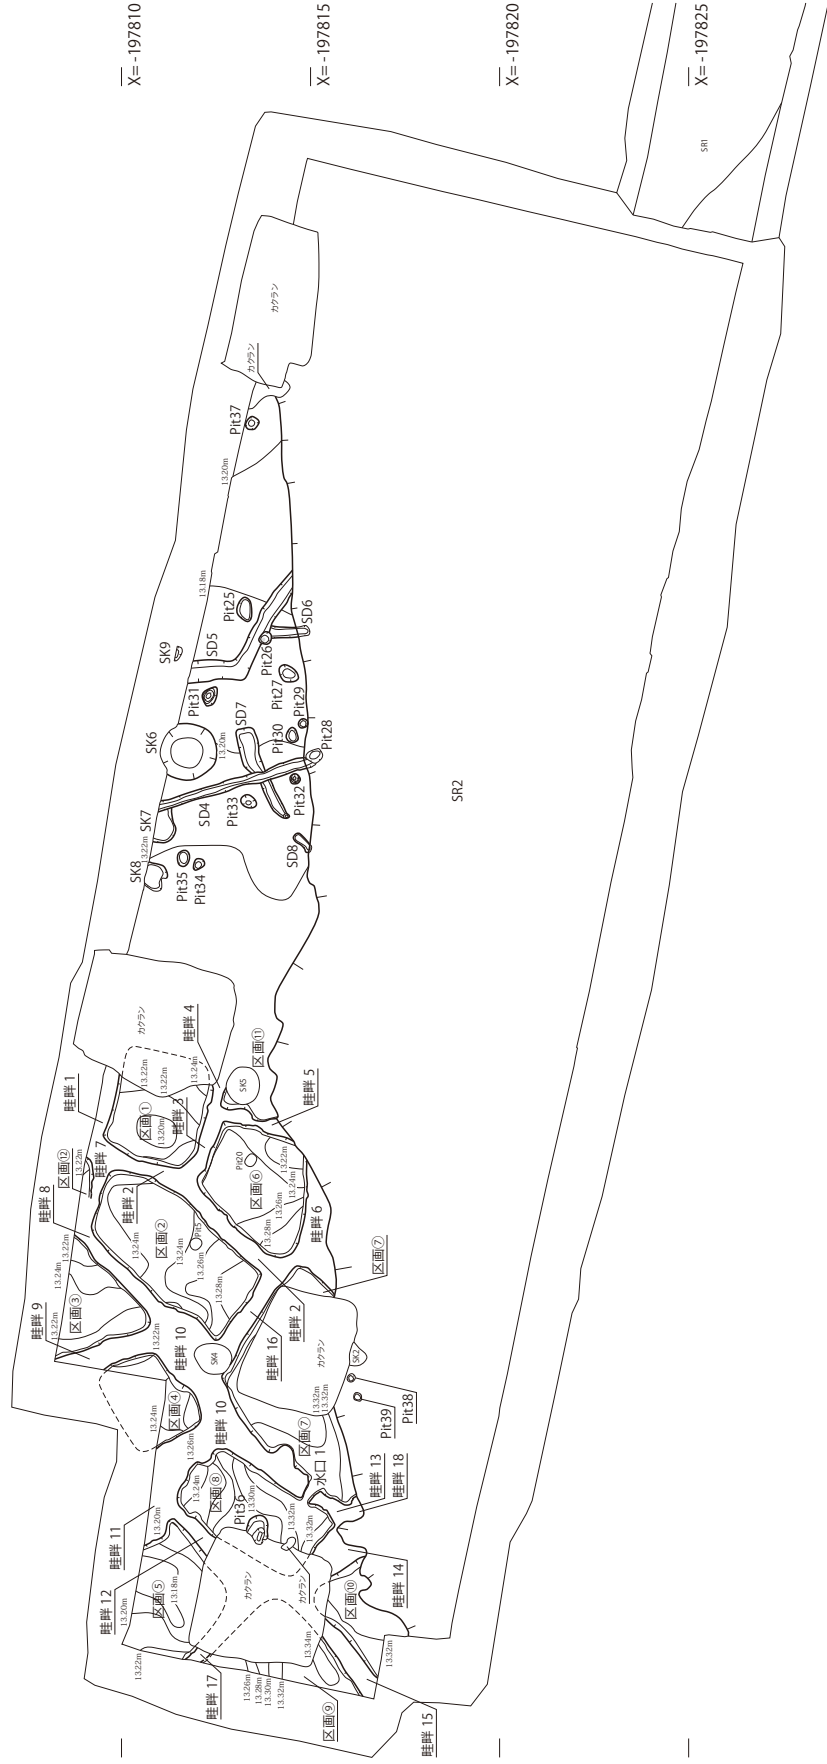 X= -197810
X= -197815
X= -197820
X= -197825
SR1
カクラン
カクラン
Pit37
13.20m
13.18m
Pit25
SD6
SK9
SD5
Pit26
Pit31
Pit27
Pit29
SD7
SK6
13.20m
Pit30
Pit28
SD4
Pit33
Pit32
SK7
13.22m
SD8
SK8
Pit35
Pit34
SR2
カクラン
畦畔 4
区画⑪
SK5
13.22m
13.22m
13.24m
畦畔 1
畦畔 5
区画①
13.20m
畦畔 3
畦畔 7
区画⑫
13.22m
Pit20
13.22m
13.24m
区画⑥
13.26m
13.28m
畦畔 8
畦畔 2
区画②
Pit5
13.24m
13.24m
13.26m
13.28m
畦畔 6
区画⑦
13.22m
13.24m
区画③
13.22m
畦畔 9
13.22m
畦畔 10
SK4
畦畔 16
畦畔 2
カクラン
SK2
13.32m
13.32m
Pit38
Pit39
13.24m
区画④
13.26m
畦畔 10
区画⑦
水口 1
畦畔 13
畦畔 18
13.24m
区画⑧
Pit36
13.30m
13.32m
13.32m
13.20m
畦畔 11
畦畔 12
区画⑤
13.18m
13.20m
カクラン
カクラン
区画⑩
畦畔 14
13.22m
畦畔 17
13.34m
13.32m
13.26m
13.28m
13.30m
13.32m
区画⑨
畦畔 15